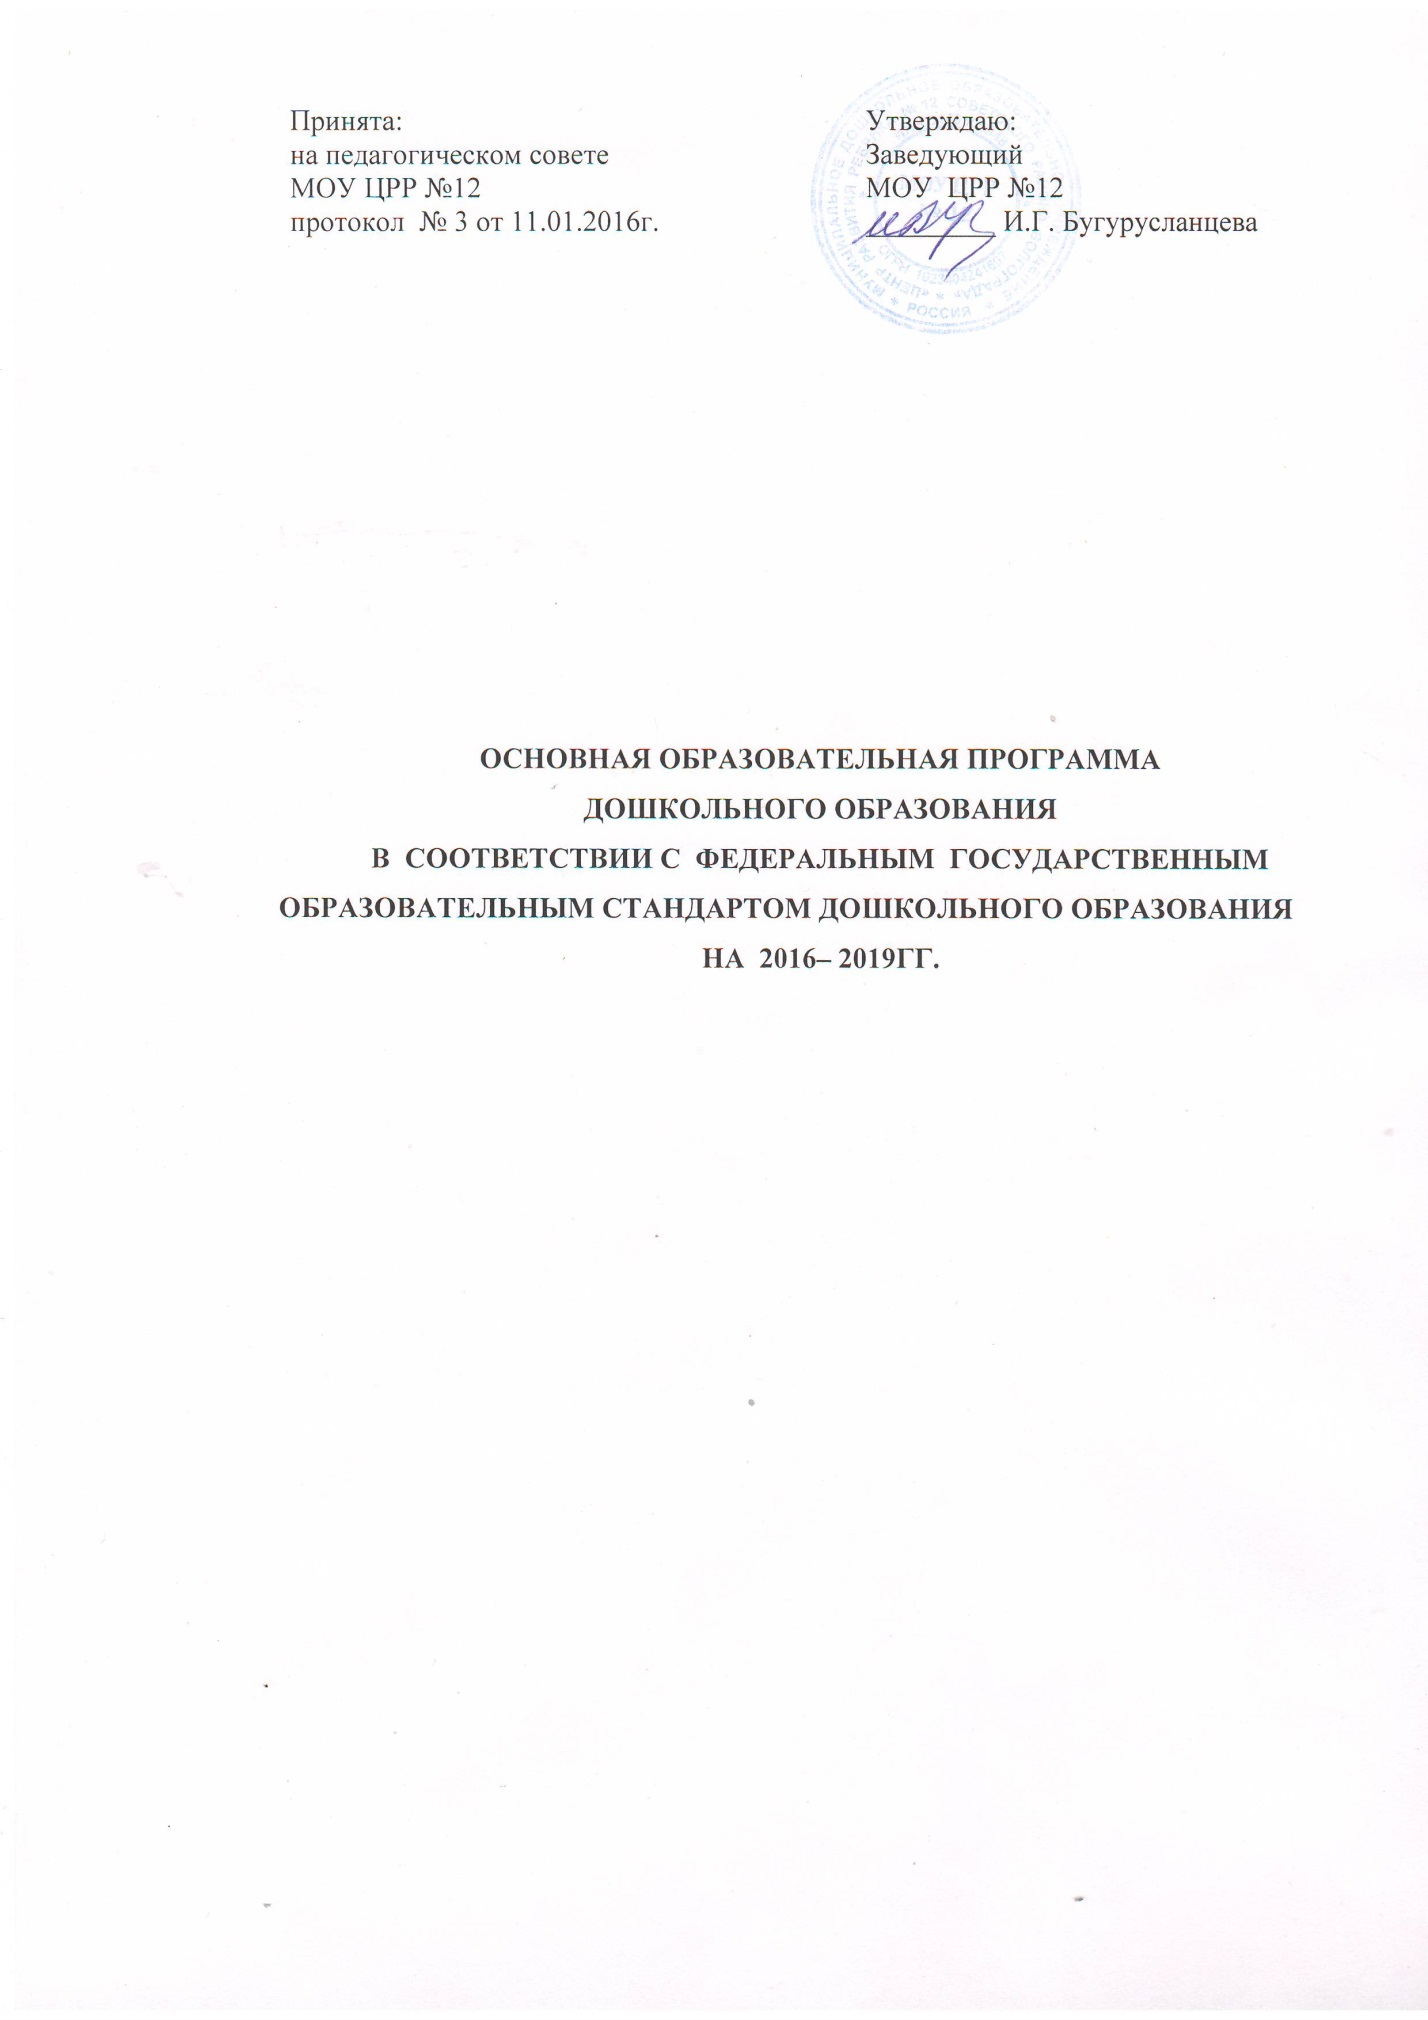 Принята:
на педагогическом совете
МОУ ЦРР №12
протокол  № 3 от 11.01.2016г.
Утверждаю:
Заведующий
МОУ  ЦРР №12
И.Г. Бугурусланцева
РОССИЯ
ОСНОВНАЯ ОБРАЗОВАТЕЛЬНАЯ ПРОГРАММА
ДОШКОЛЬНОГО ОБРАЗОВАНИЯ
В  СООТВЕТСТВИИ С  ФЕДЕРАЛЬНЫМ  ГОСУДАРСТВЕННЫМ
ОБРАЗОВАТЕЛЬНЫМ СТАНДАРТОМ ДОШКОЛЬНОГО ОБРАЗОВАНИЯ
НА  2016– 2019ГГ.